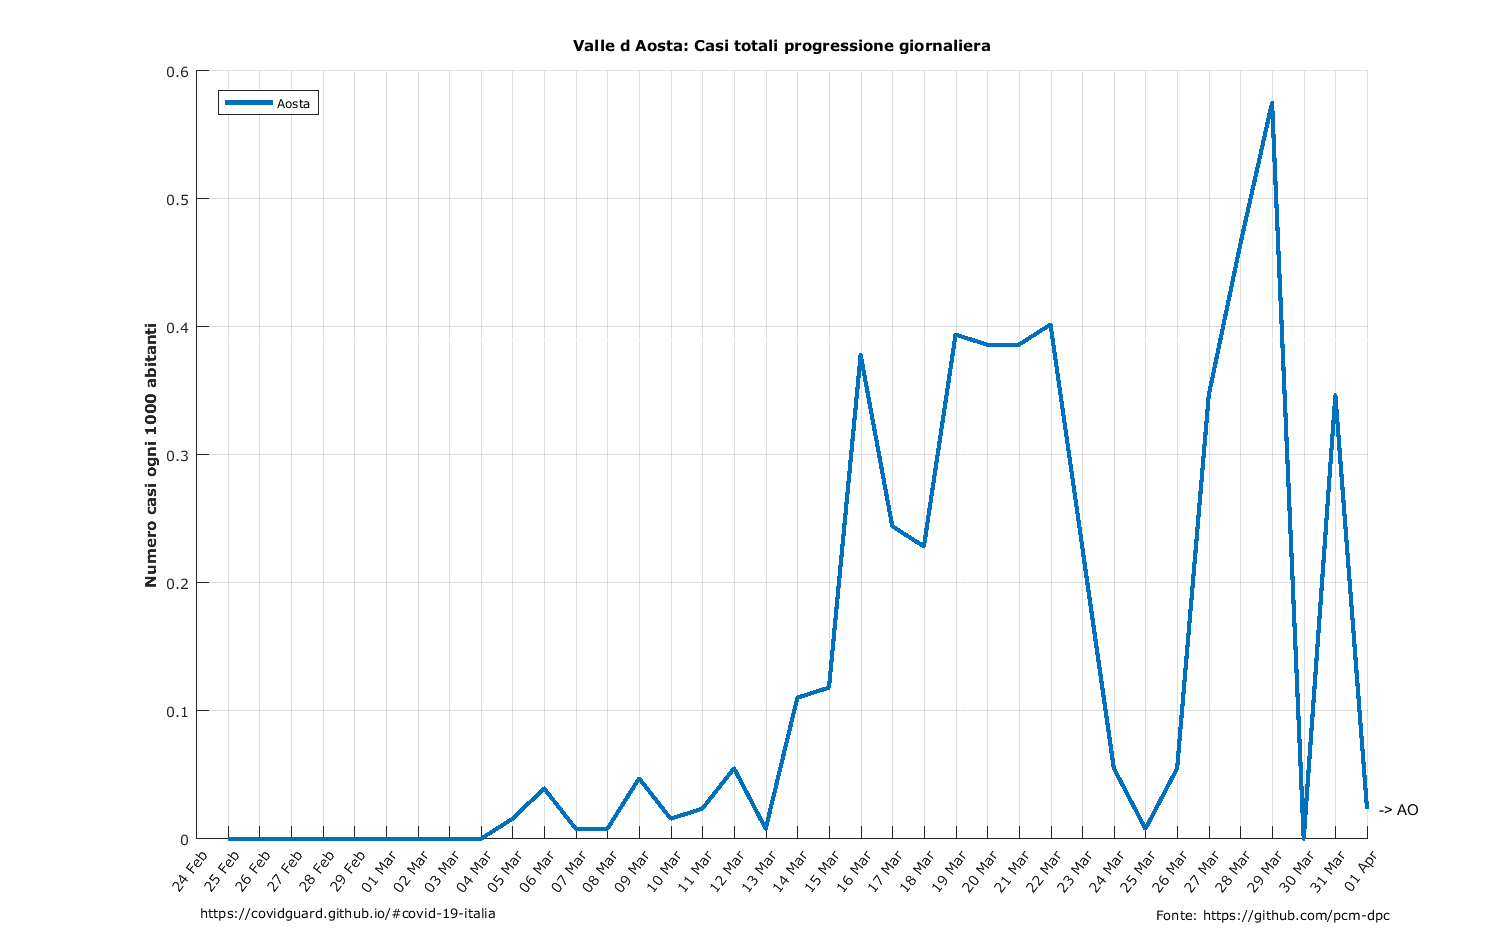 Valle d Aosta: Casi totali progressione giornaliera
Aosta
Numero casi ogni 1000 abitanti
0.6
0.5
0.4
0.3
0.2
0.1
0
24 Feb
25 Feb
26 Feb
27 Feb
28 Feb
29 Feb
01 Mar
02 Mar
03 Mar
04 Mar
05 Mar
06 Mar
07 Mar
08 Mar
09 Mar
10 Mar
11 Mar
12 Mar
13 Mar
14 Mar
15 Mar
16 Mar
17 Mar
18 Mar
19 Mar
20 Mar
21 Mar
22 Mar
23 Mar
24 Mar
25 Mar
26 Mar
27 Mar
28 Mar
29 Mar
30 Mar
31 Mar
01 Apr
-> AO
https://covidguard.github.io/#covid-19-italia
Fonte: https://github.com/pcm-dpc